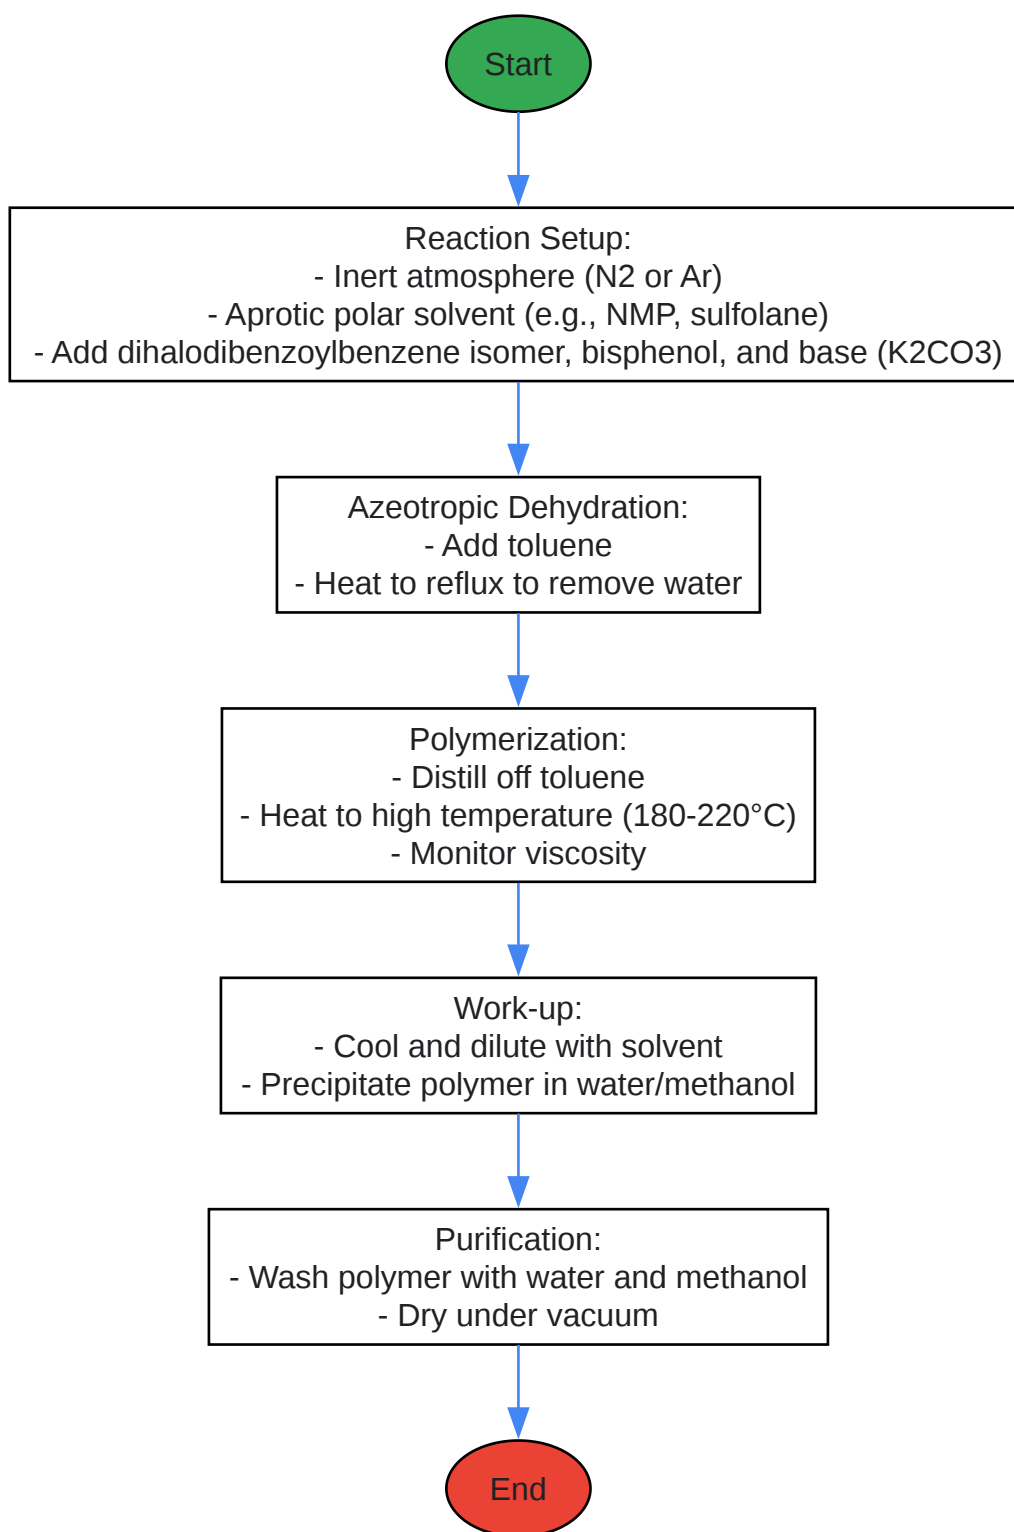 Start
Reaction Setup:
- Inert atmosphere (N2 or Ar)
- Aprotic polar solvent (e.g., NMP, sulfolane)
- Add dihalodibenzoylbenzene isomer, bisphenol, and base (K2CO3)
Azeotropic Dehydration:
- Add toluene
- Heat to reflux to remove water
Polymerization:
- Distill off toluene
- Heat to high temperature (180-220°C)
- Monitor viscosity
Work-up:
- Cool and dilute with solvent
- Precipitate polymer in water/methanol
Purification:
- Wash polymer with water and methanol
- Dry under vacuum
End